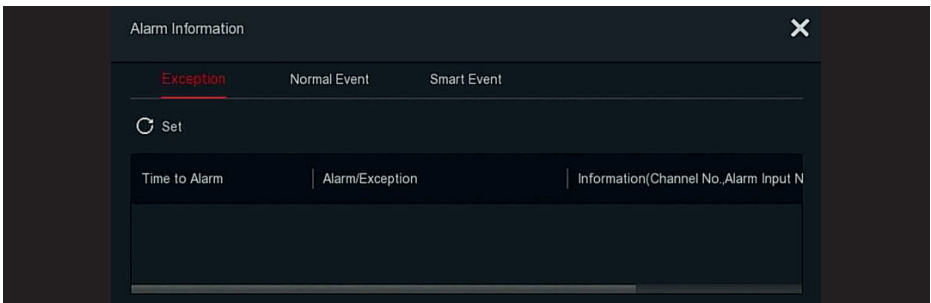 Alarm Information
Exception Normal Event Smart Event
Set
Time to Alarm Alarm/Exception Information(Channel No.,Alarm Input N